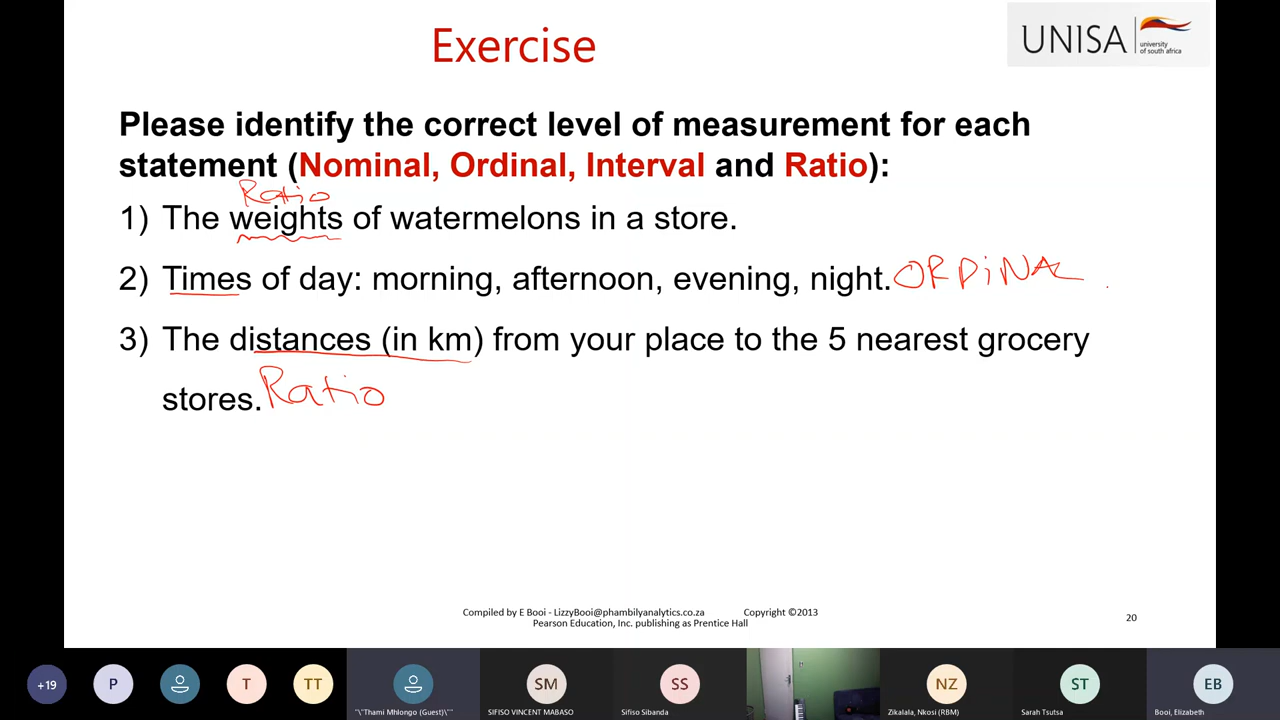 Exercise
UNISA
university
of south africa
Please identify the correct level of measurement for each
statement (Nominal, Ordinal, Interval and Ratio):
Ratio
1) The weights of watermelons in a store.
2) Times of day: morning, afternoon, evening, night. ORDiNAL
3) The distances (in km) from your place to the 5 nearest grocery
stores. Ratio
Compiled by E Booi - LizzyBooi@phambilyanalytics.co.za Copyright ©2013
Pearson Education, Inc. publishing as Prentice Hall
20
+19
P
T
TT
SM
SS
NZ
ST
EB
"\"Thami Mhlongo (Guest)\""
SIFISO VINCENT MABASO
Sifiso Sibanda
Zikalala, Nkosi (RBM)
Sarah Tsutsa
Booi, Elizabeth